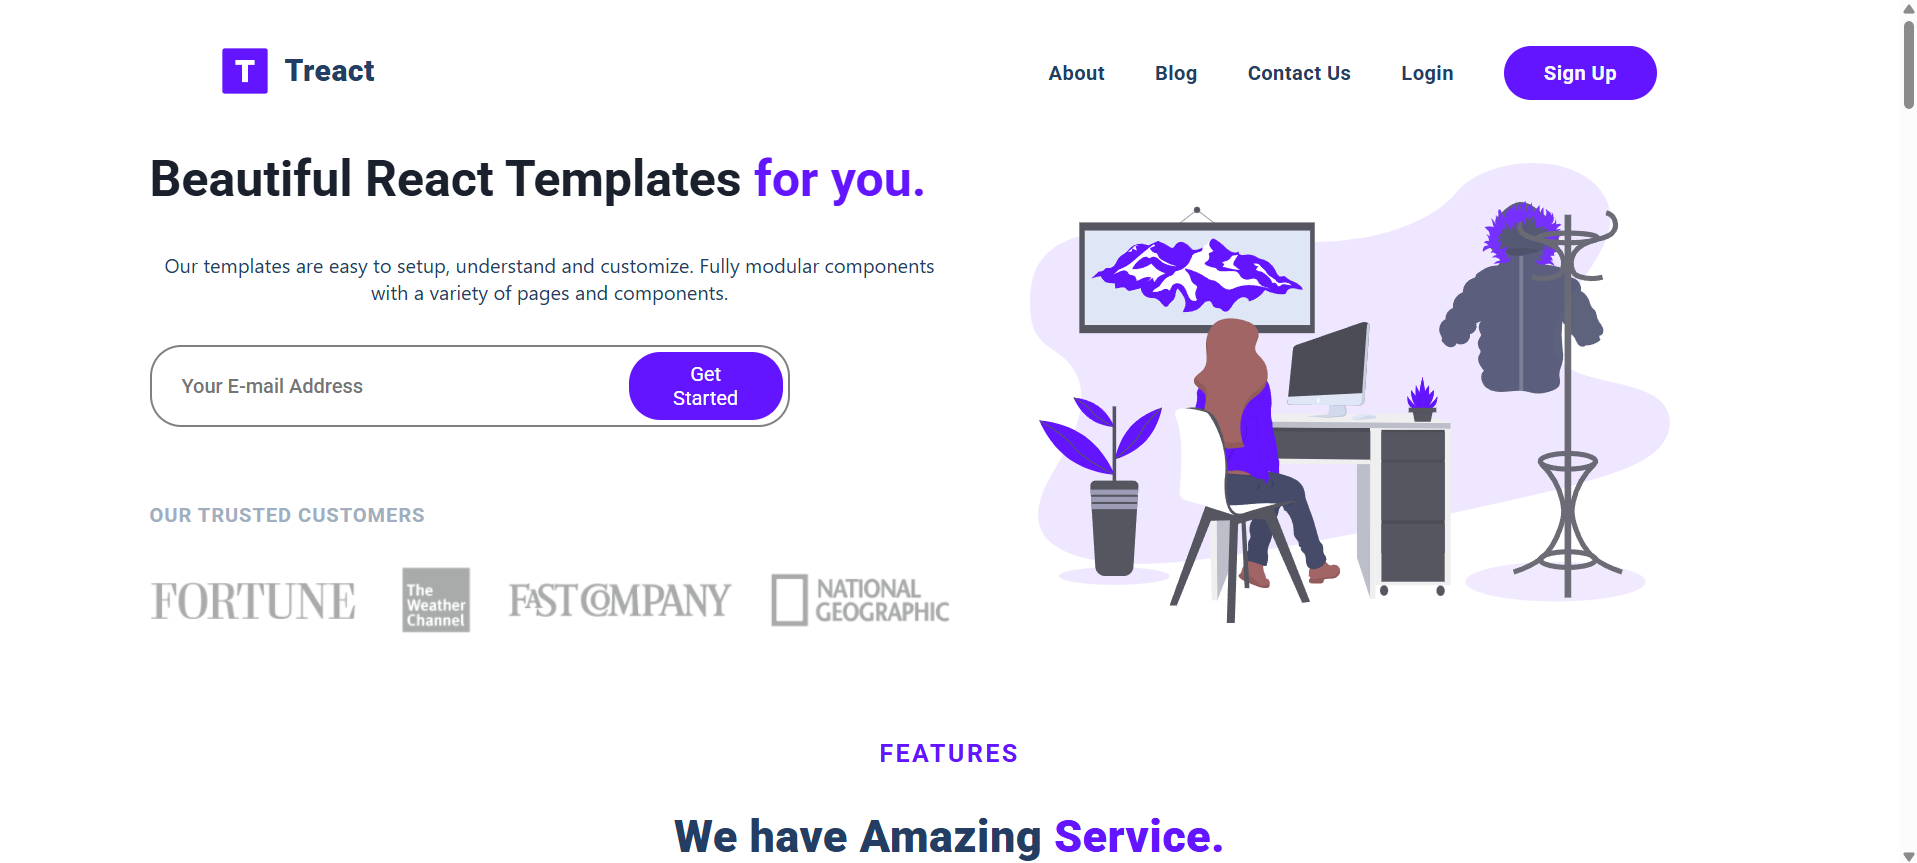 T Treact
About Blog Contact Us Login Sign Up
Beautiful React Templates for you.
Our templates are easy to setup, understand and customize. Fully modular components
with a variety of pages and components.
Your E-mail Address
Get
Started
OUR TRUSTED CUSTOMERS
FORTUNE
The
Weather
Channel
FAST COMPANY
NATIONAL
GEOGRAPHIC
FEATURES
We have Amazing Service.